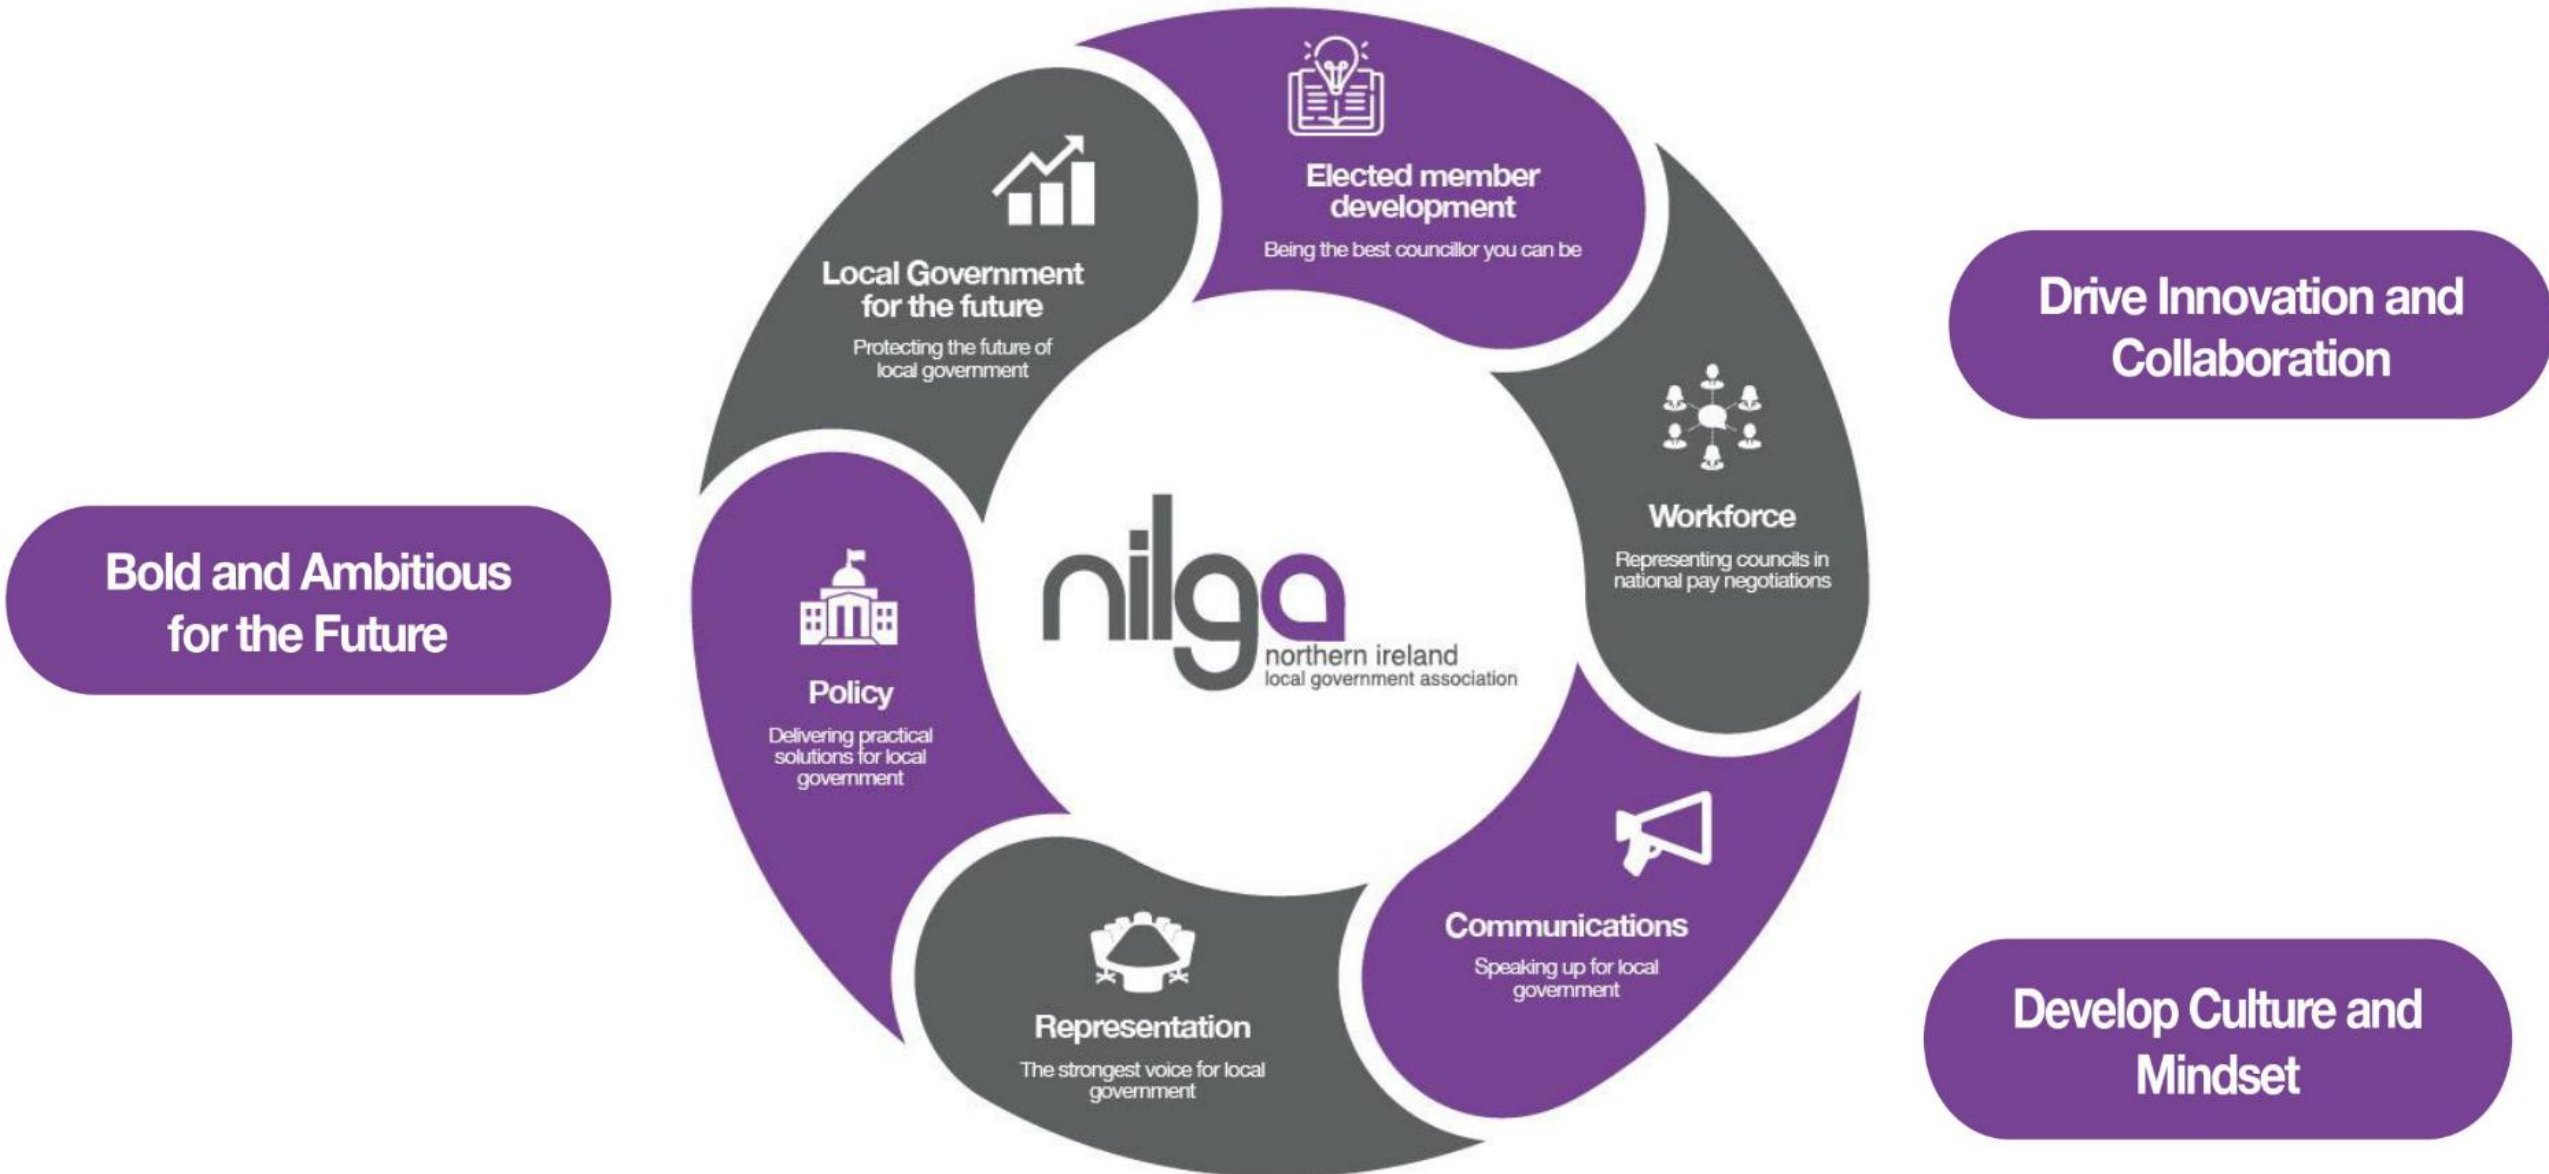 Elected member
development
Being the best councillor you can be
Local Government
for the future
Protecting the future of
local government
Drive Innovation and
Collaboration
Workforce
Representing councils in
national pay negotiations
Bold and Ambitious
for the Future
nilga
northern ireland
local government association
Policy
Delivering practical
solutions for local
government
Communications
Speaking up for local
government
Representation
The strongest voice for local
government
Develop Culture and
Mindset